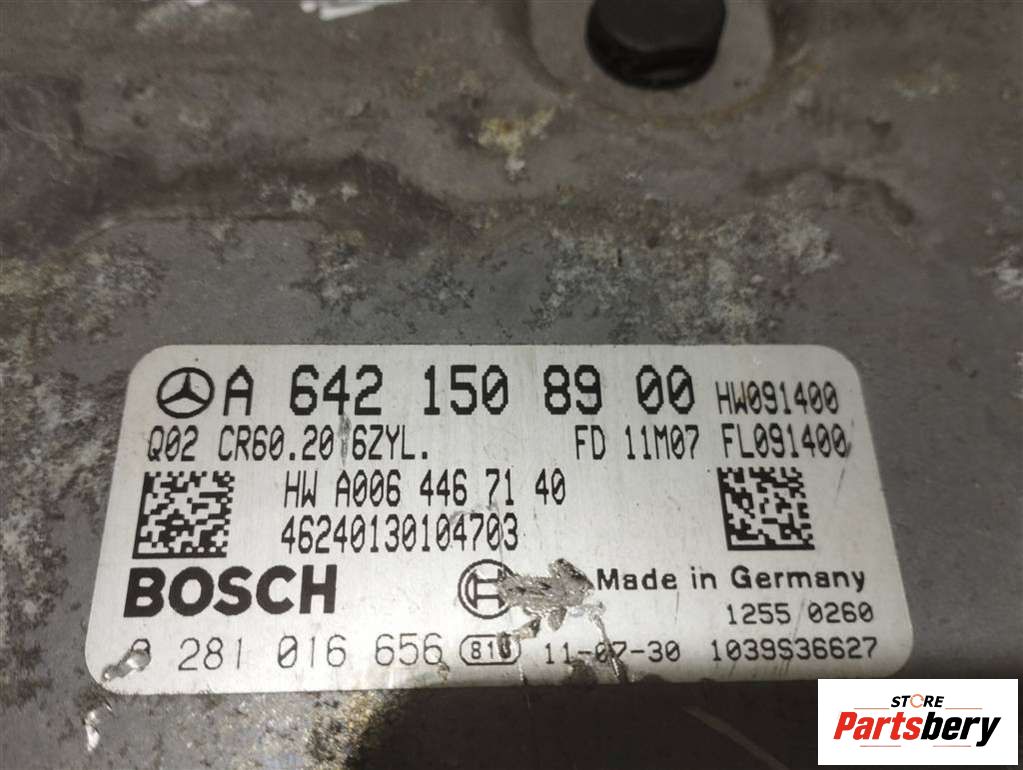 A 642 150 89 00 HW091400
Q02 CR60.20 6ZYL. FD 11M07 FL091400
HW A006 446 71 40
46240130104703
BOSCH
Made in Germany
1255 0260
281 016 656 11-07-30 1039S36627
STORE
Partsbery